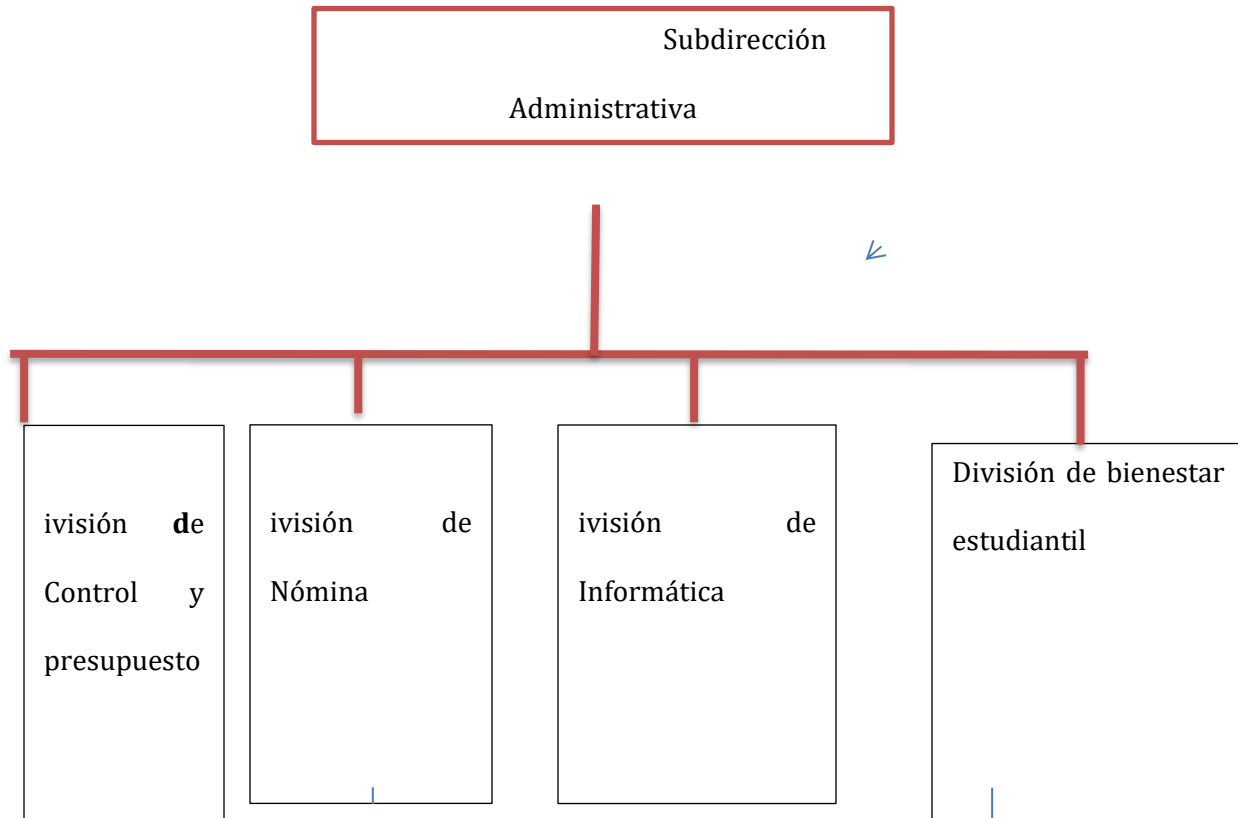 Subdirección
Administrativa
ivisión de
Control y
presupuesto
ivisión de
Nómina
ivisión de
Informática
División de bienestar
estudiantil